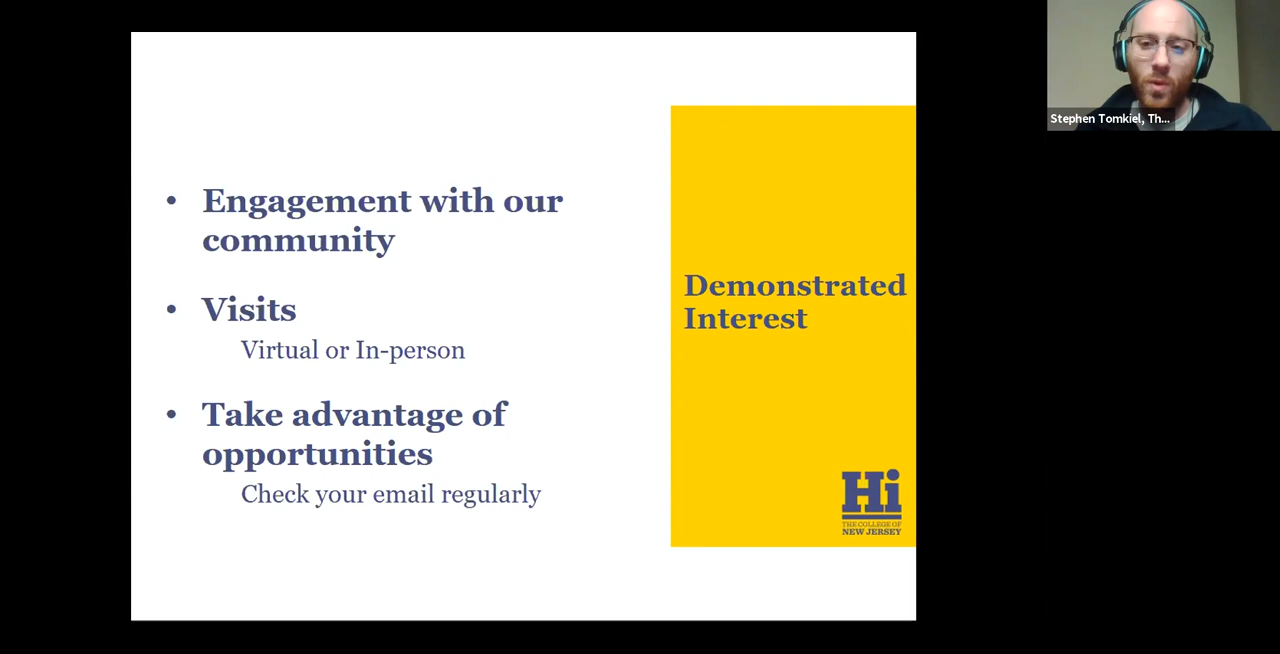 Stephen Tomkiel, Th...
• Engagement with our
community
• Visits
Virtual or In-person
• Take advantage of
opportunities
Check your email regularly
Demonstrated
Interest
Hi
THE COLLEGE OF
NEW JERSEY